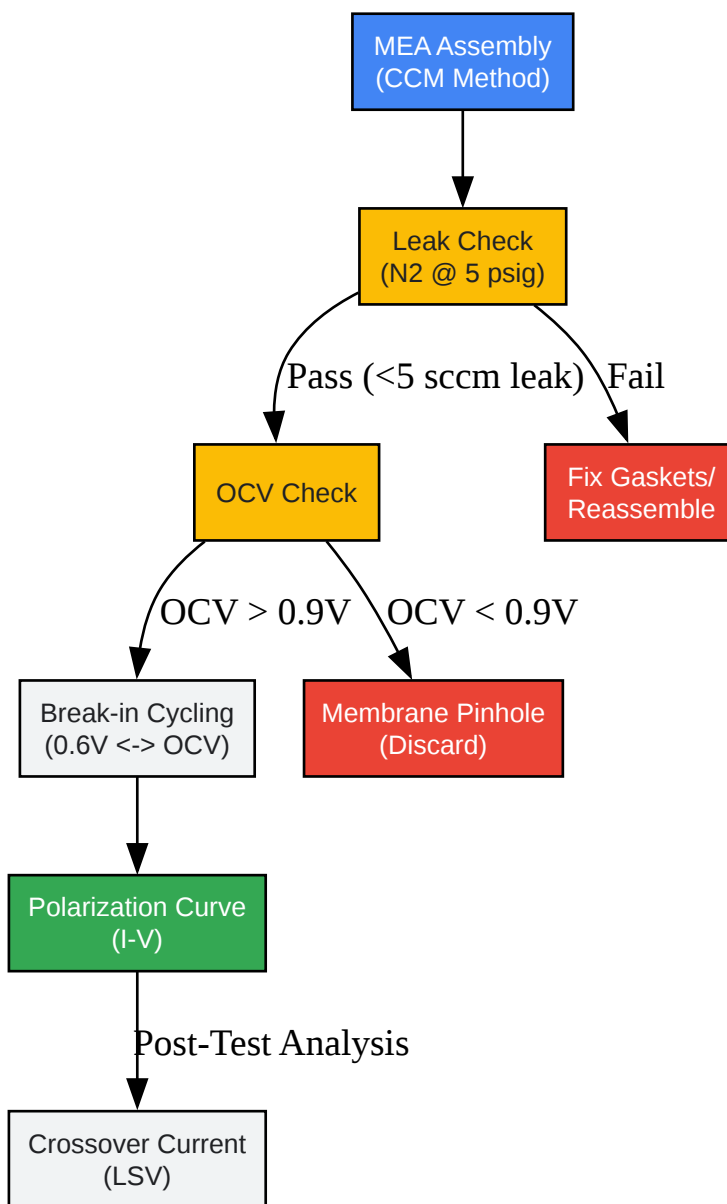 MEA Assembly
(CCM Method)
Leak Check
(N2 @ 5 psig)
Pass (<5 sccm leak)
Fail
OCV Check
Fix Gaskets/
Reassemble
OCV > 0.9V
OCV < 0.9V
Break-in Cycling
(0.6V <-> OCV)
Membrane Pinhole
(Discard)
Polarization Curve
(I-V)
Post-Test Analysis
Crossover Current
(LSV)